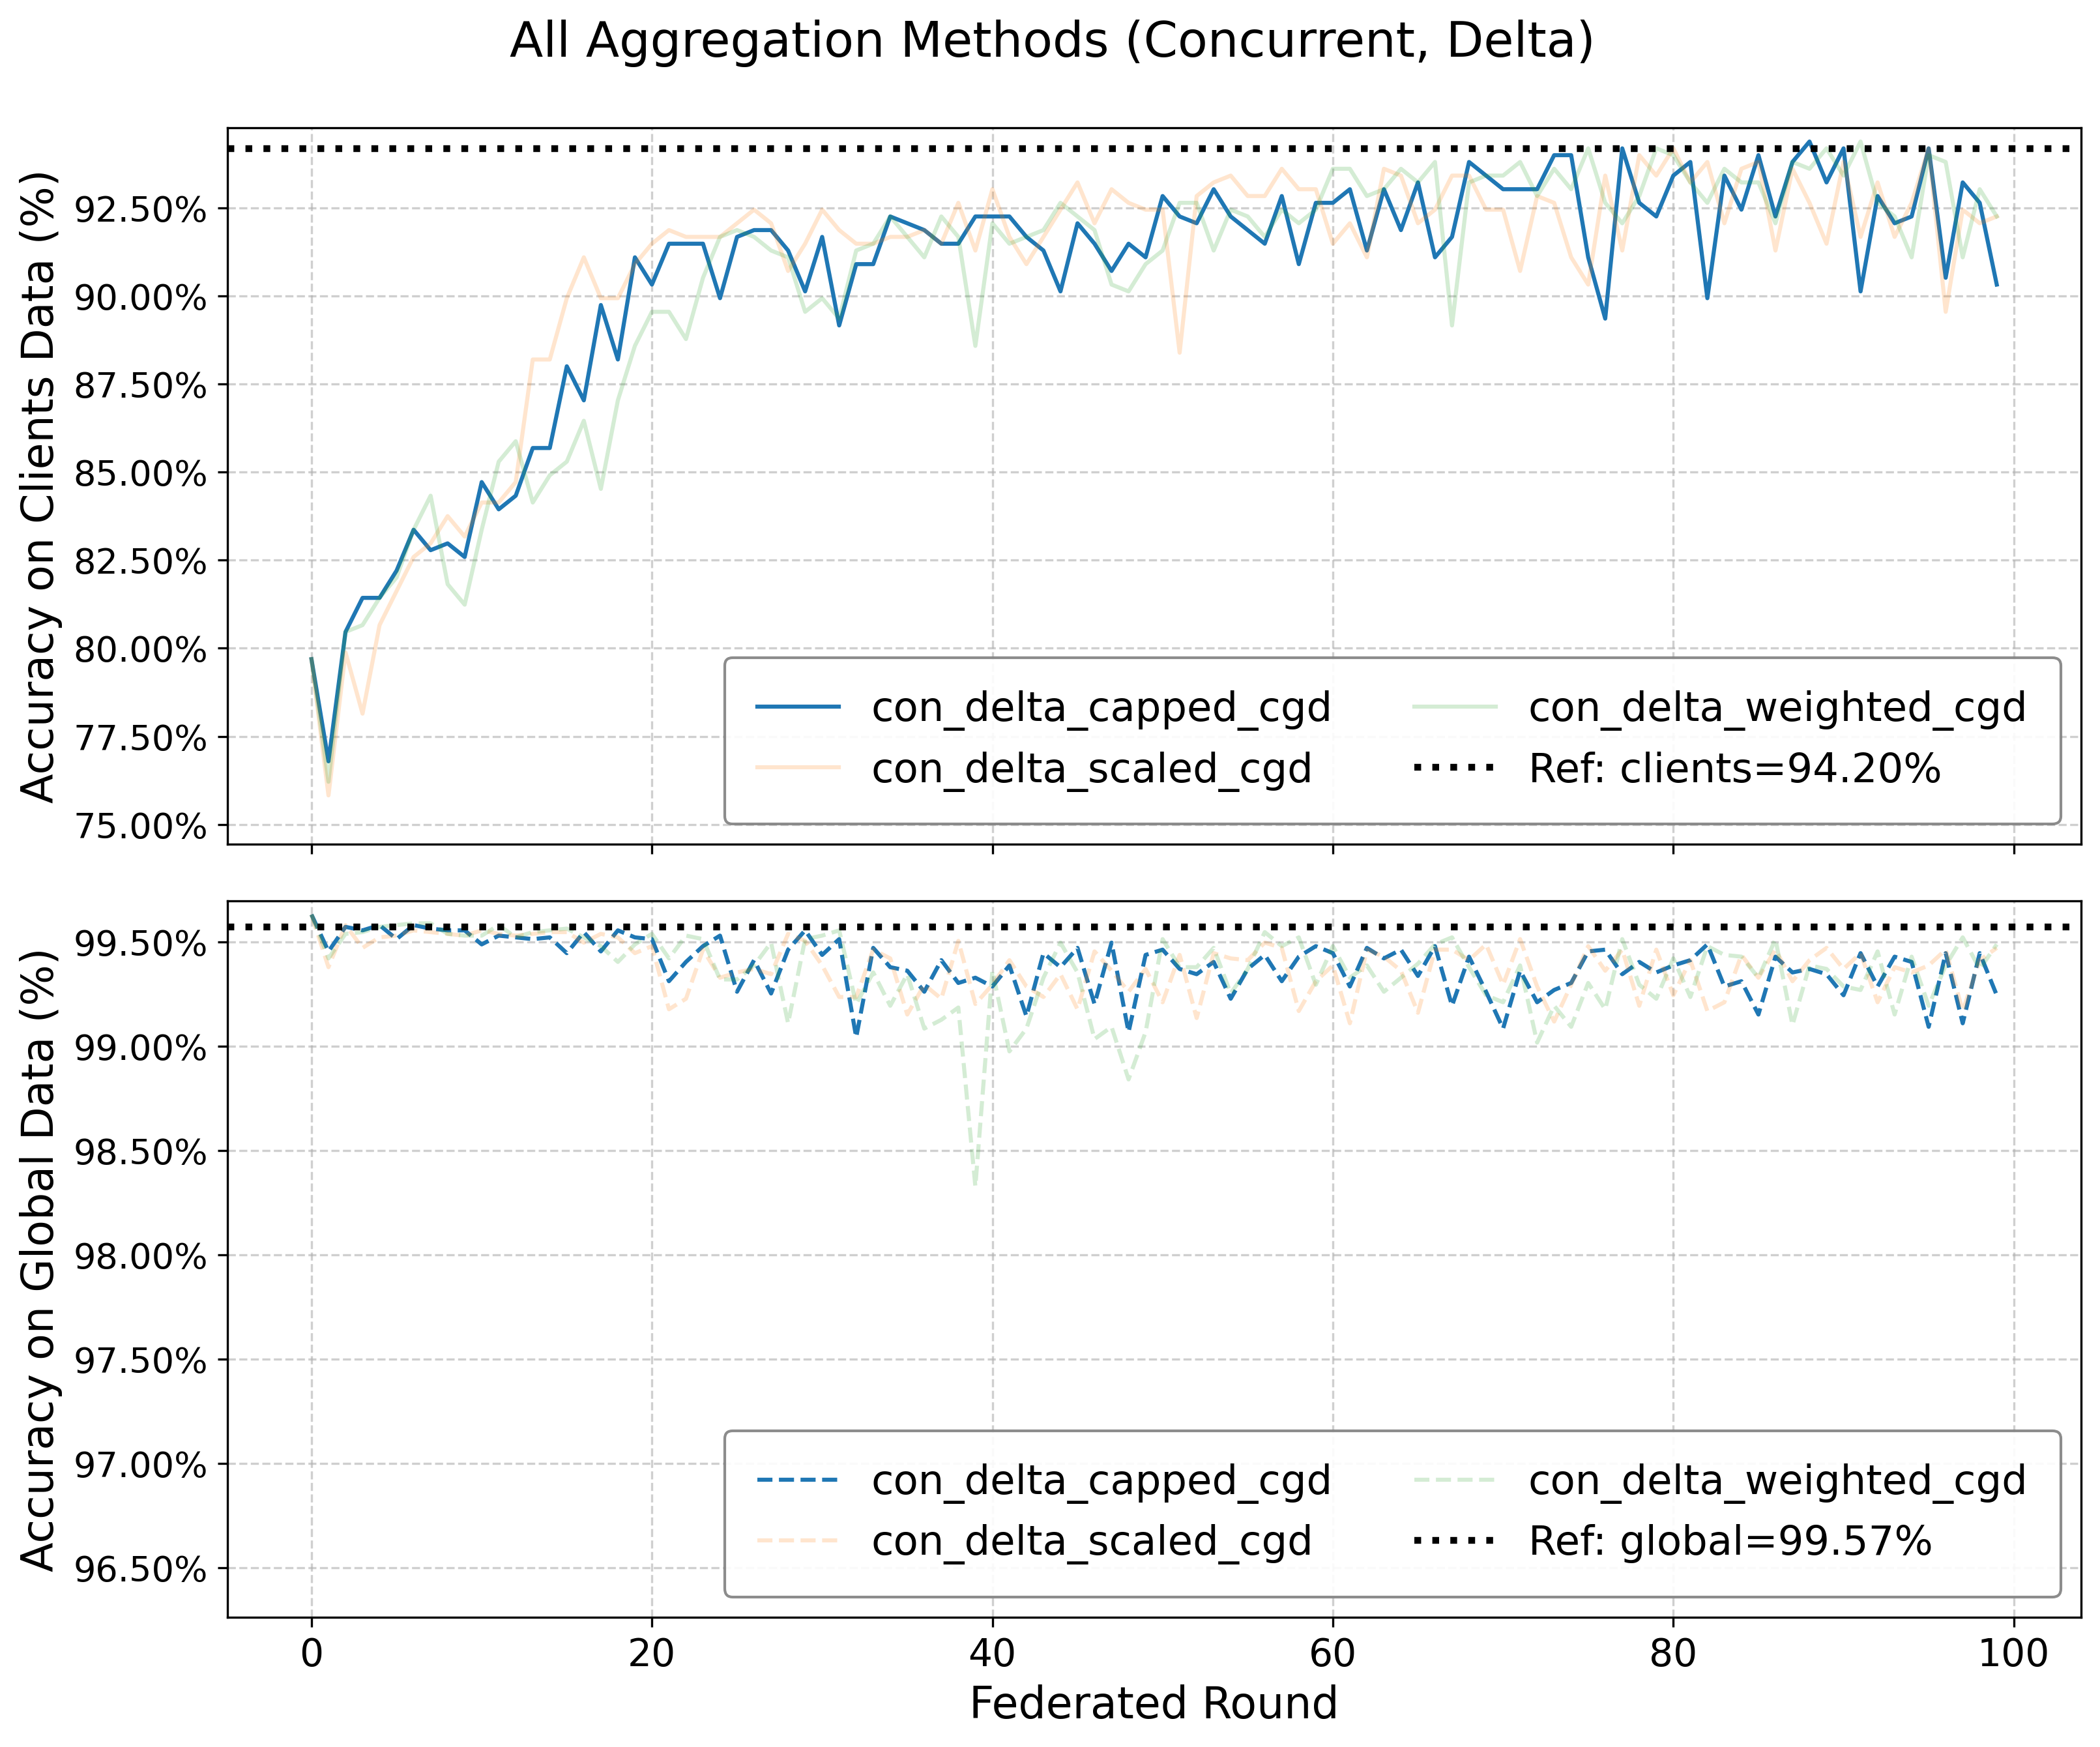 All Aggregation Methods (Concurrent, Delta)
Accuracy on Clients Data (%)
92.50%
90.00%
87.50%
85.00%
82.50%
80.00%
77.50%
75.00%
con_delta_capped_cgd
con_delta_scaled_cgd
con_delta_weighted_cgd
Ref: clients=94.20%
Accuracy on Global Data (%)
99.50%
99.00%
98.50%
98.00%
97.50%
97.00%
96.50%
con_delta_capped_cgd
con_delta_scaled_cgd
con_delta_weighted_cgd
Ref: global=99.57%
0 20 40 60 80 100
Federated Round